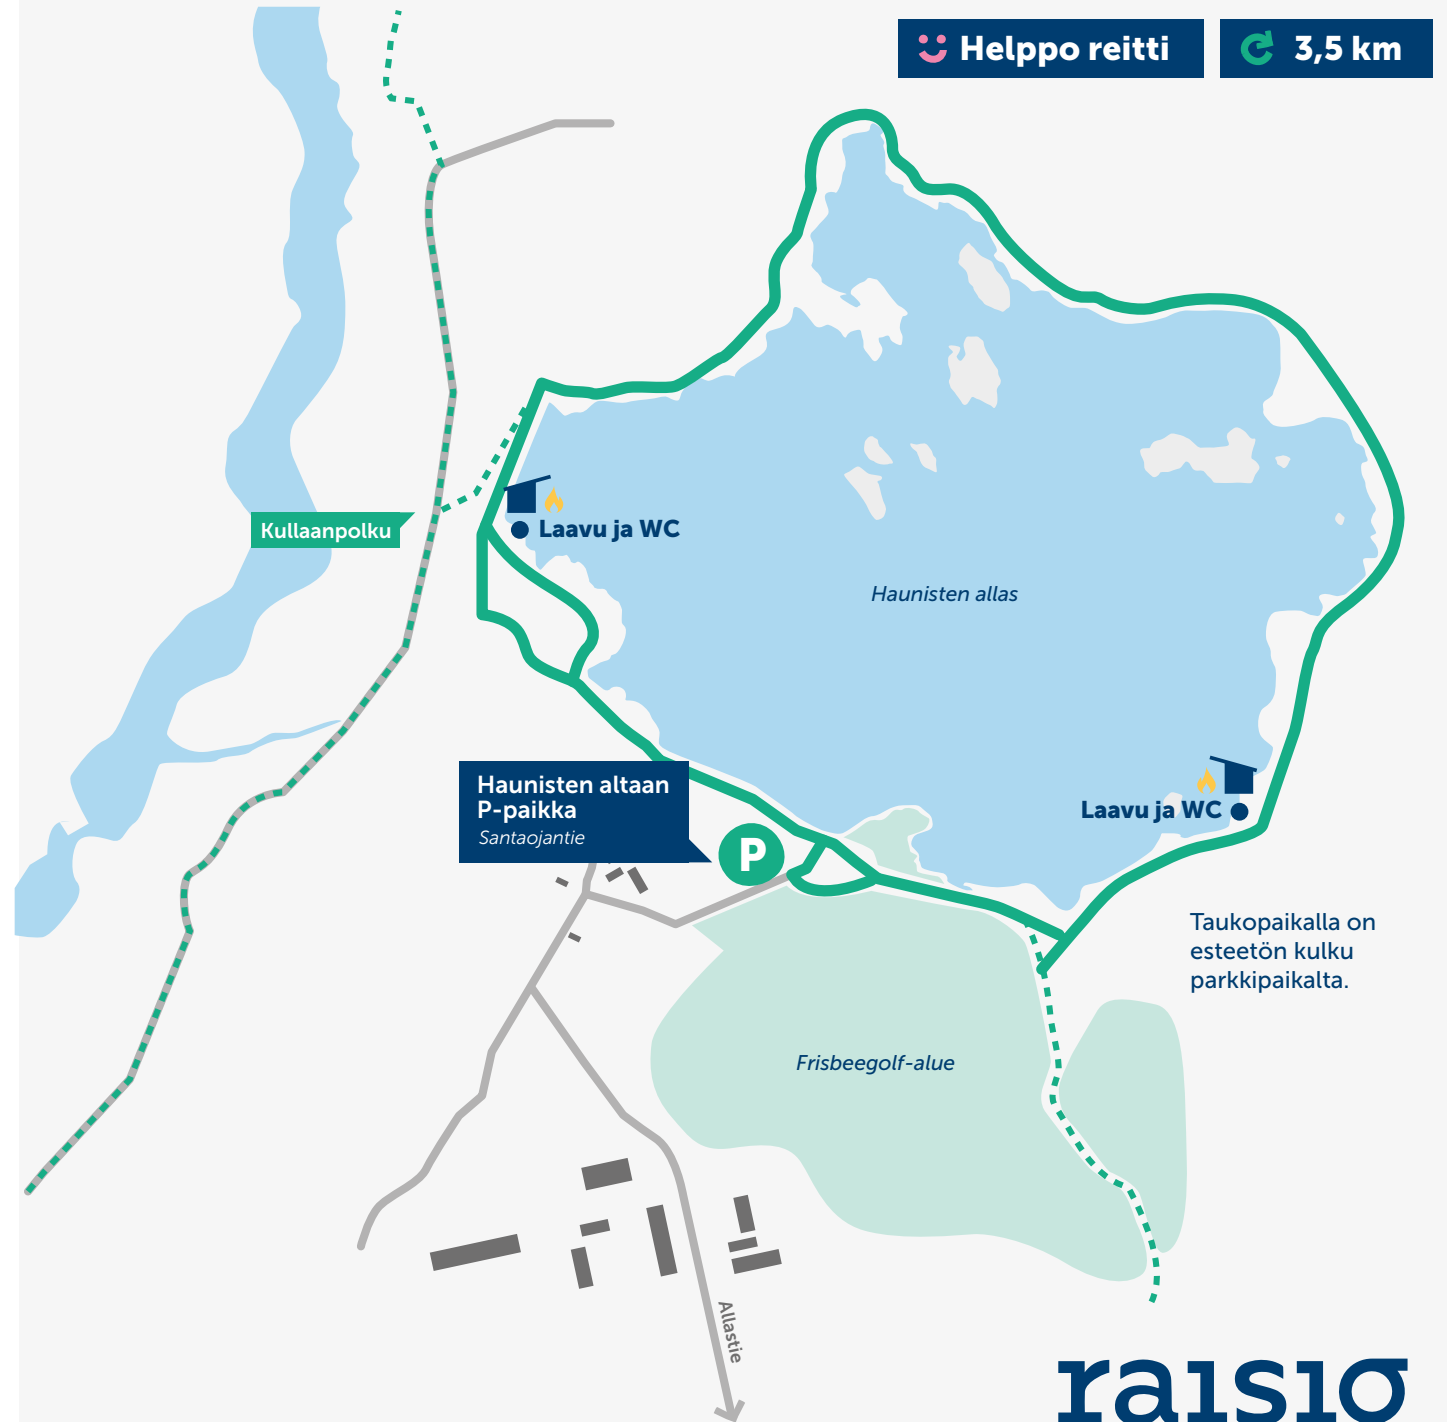 Helppo reitti
3,5 km
Kullaanpolku
Laavu ja WC
Haunisten allas
Haunisten altaan
P-paikka
Santaojantie
P
Laavu ja WC
Taukopaikalla on
esteetön kulku
parkkipaikalta.
Frisbeegolf-alue
Allastie
raisio